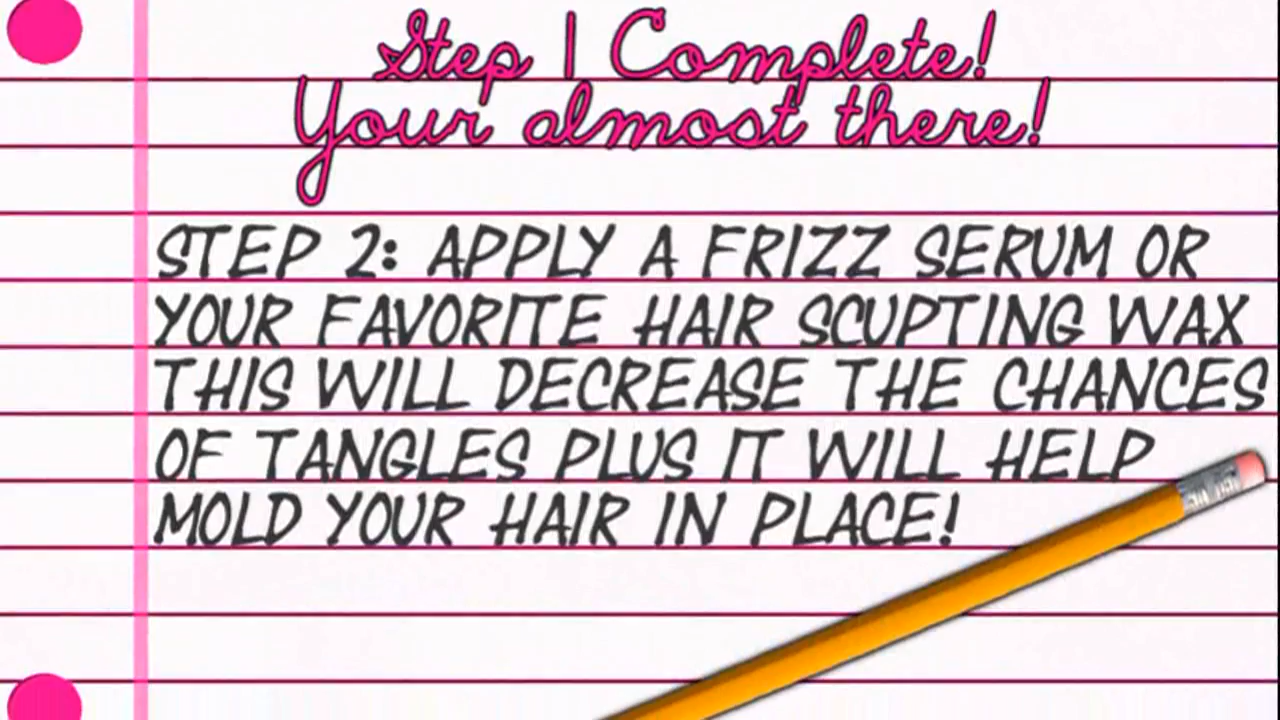 Step 1 Complete!
Your almost there!
STEP 2: APPLY A FRIZZ SERUM OR
YOUR FAVORITE HAIR SCUPTING WAX
THIS WILL DECREASE THE CHANCES
OF TANGLES PLUS IT WILL HELP
MOLD YOUR HAIR IN PLACE!